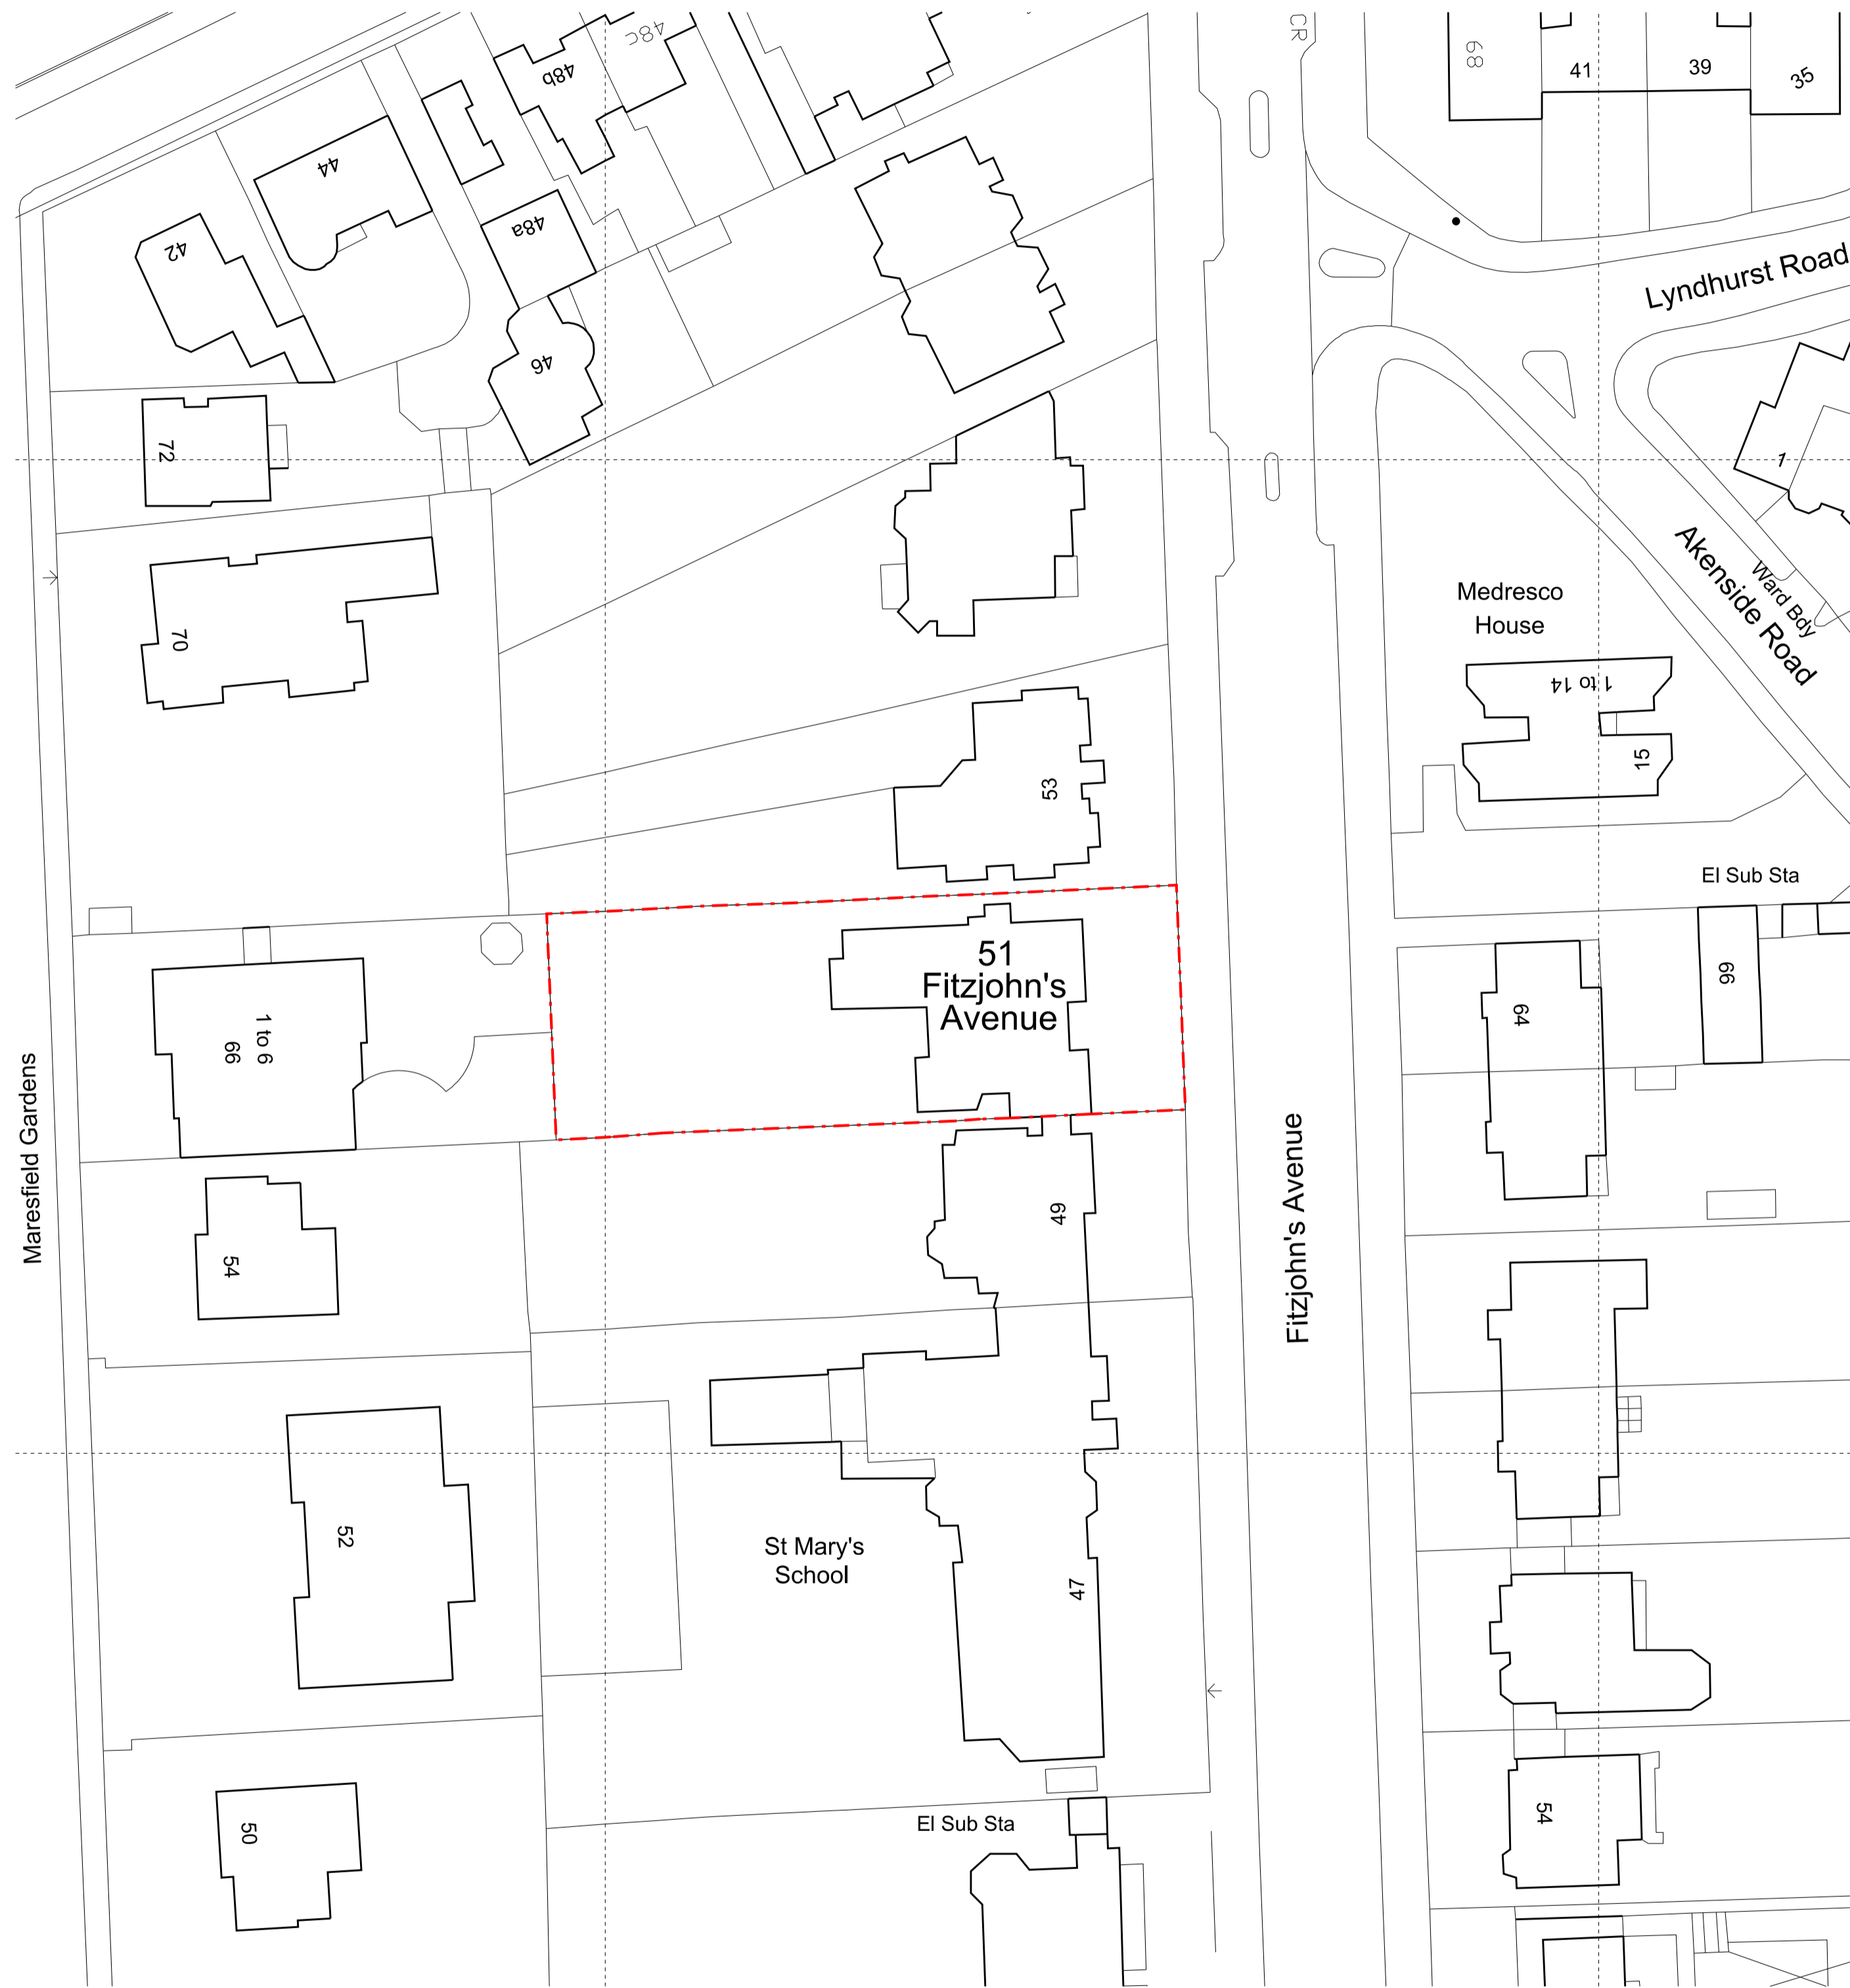 48c
CR
68
41
39
35
48b
44
48a
42
Lyndhurst Road
46
72
1
Akenside Road
Ward Bdy
Medresco
House
70
1 to 14
15
53
El Sub Sta
51
Fitzjohn's
Avenue
66
64
1 to 6
66
Maresfield Gardens
Fitzjohn's Avenue
49
54
52
St Mary's
School
47
54
50
El Sub Sta